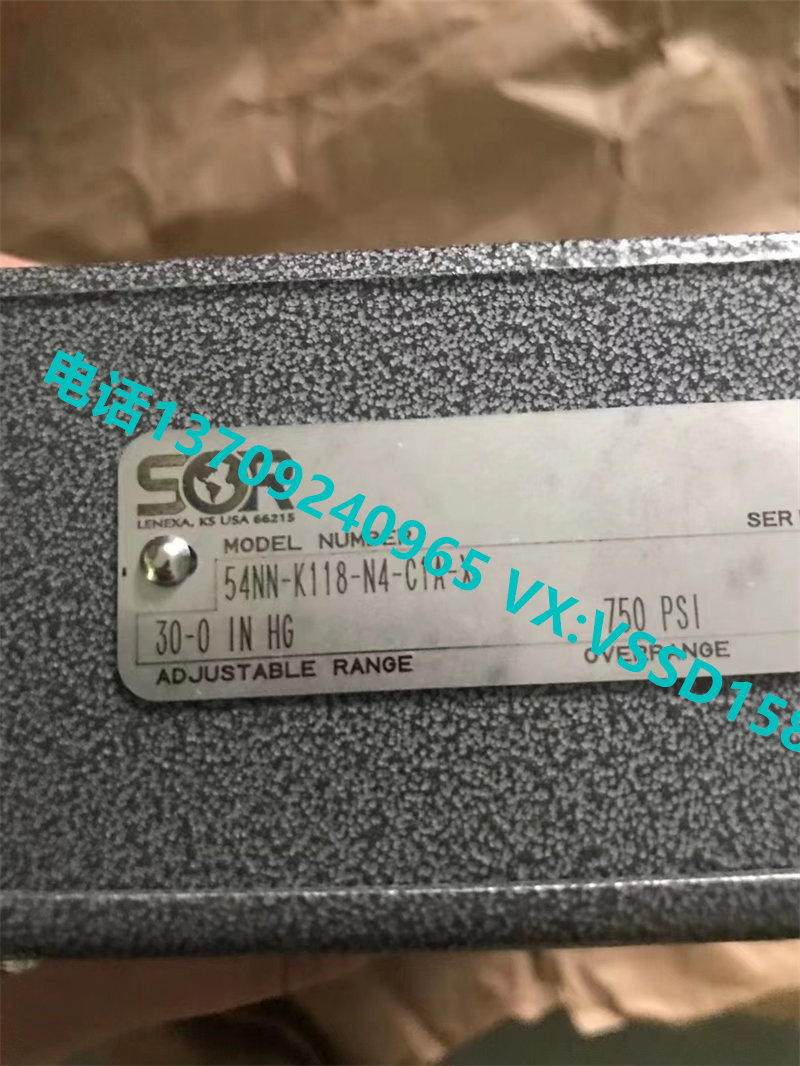 电话13709240965 VX:VSSD158
SOR
LENEXA, KS USA 66215
MODEL NUMBER
SER
54NN-K118-N4-C1A-X
30-0 IN HG
750 PSI
ADJUSTABLE RANGE
OVERRANGE